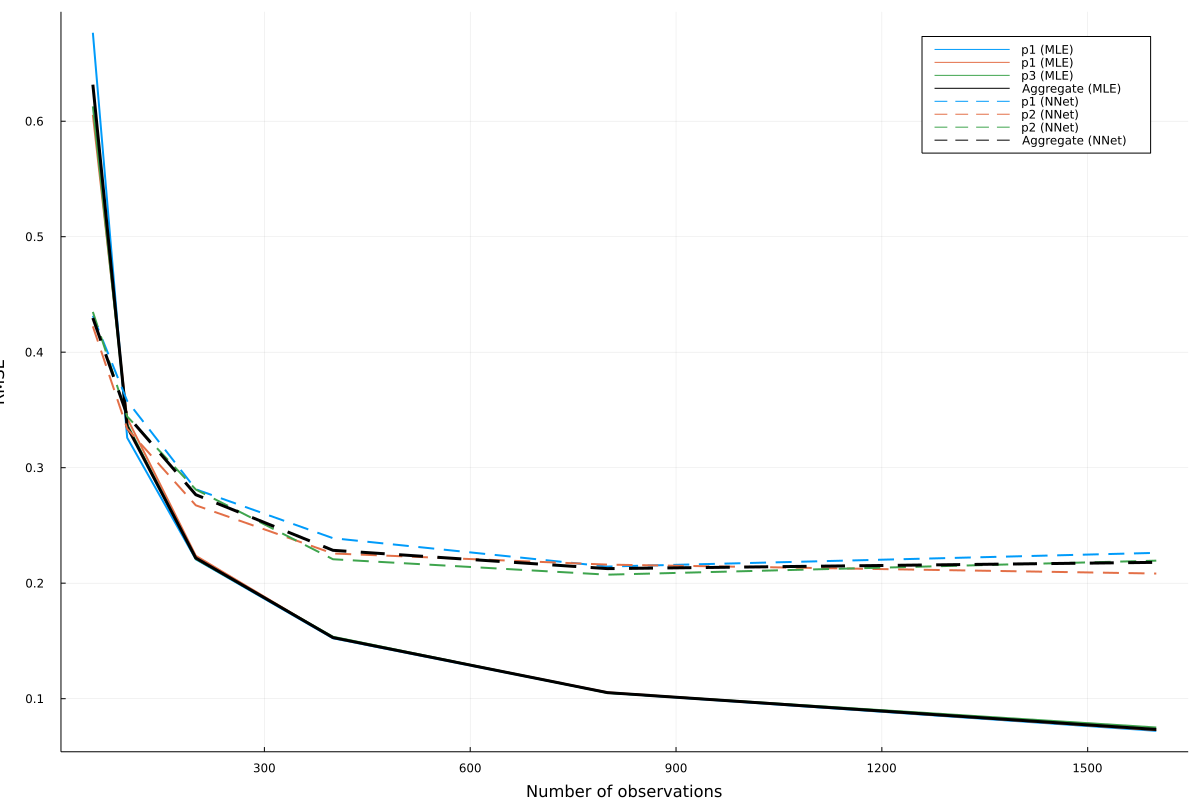 p1 (MLE)
p1 (MLE)
p3 (MLE)
Aggregate (MLE)
p1 (NNet)
p2 (NNet)
p2 (NNet)
Aggregate (NNet)
0.6
0.5
0.4
0.3
0.2
0.1
RMSE
300
600
900
1200
1500
Number of observations